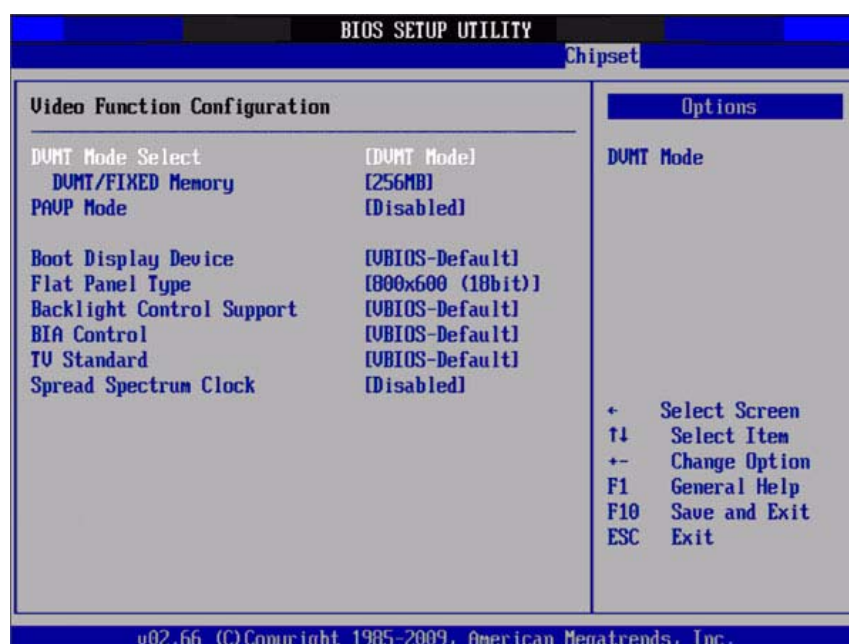 BIOS SETUP UTILITY
Chipset
Video Function Configuration
DVMT Mode Select [DVMT Mode]
DVMT/FIXED Memory [256MB]
PAVP Mode [Disabled]
Boot Display Device [VBIOS-Default]
Flat Panel Type [800x600 (18bit)]
Backlight Control Support [VBIOS-Default]
BIA Control [VBIOS-Default]
TV Standard [VBIOS-Default]
Spread Spectrum Clock [Disabled]
Options
DVMT Mode
← Select Screen
↑↓ Select Item
+- Change Option
F1 General Help
F10 Save and Exit
ESC Exit
v02.66 (C)Copyright 1985-2009, American Megatrends, Inc.